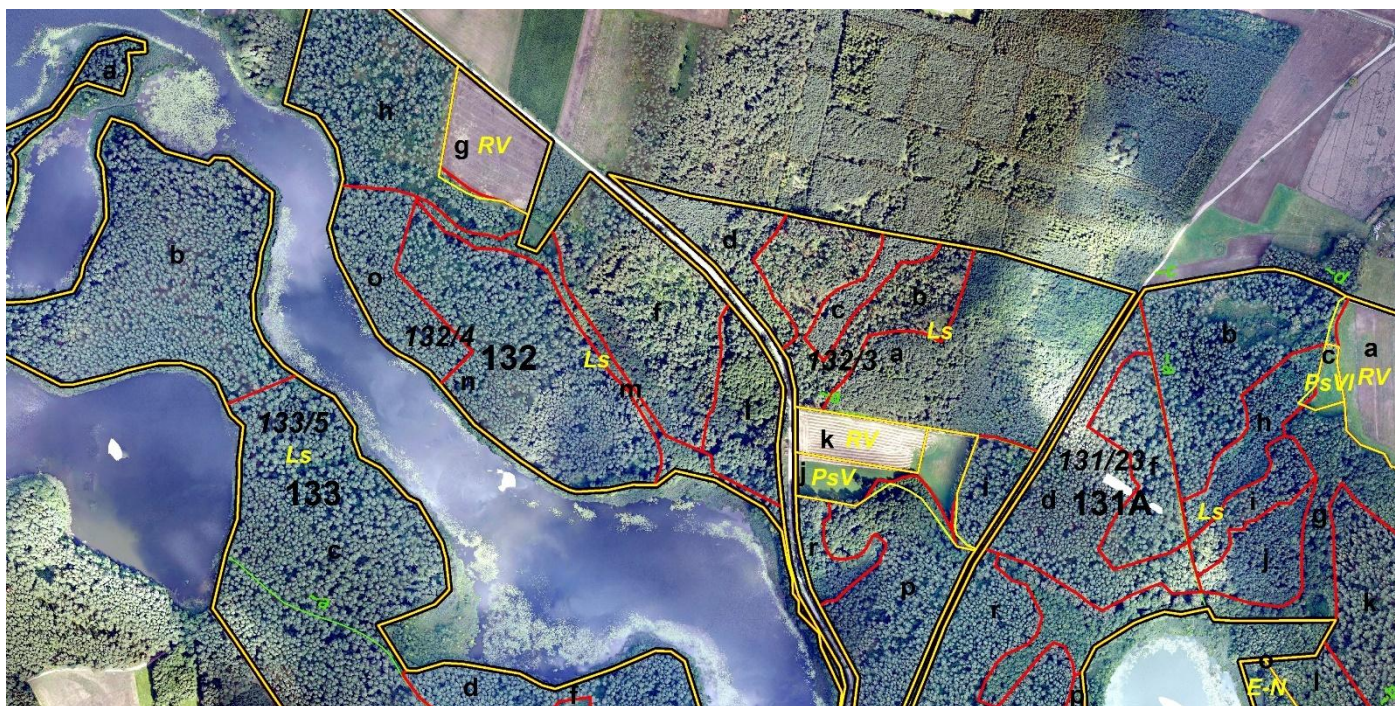 a
h
g RV
b
d
o
f
c
b
Ls
132/4
132
Ls
132/3
a
n
m
l
b
a
c
RV
PsVI
h
133/5
Ls
133
k RV
j PsV
i
131/23
f
d
131A
Ls
i
g
j
c
r
p
r
k
d
f
g
s
E-N
l